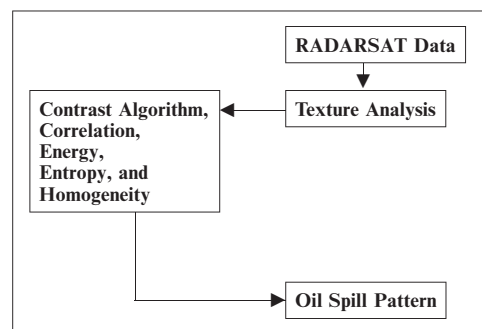 RADARSAT Data
Texture Analysis
Contrast Algorithm,
Correlation,
Energy,
Entropy, and
Homogeneity
Oil Spill Pattern